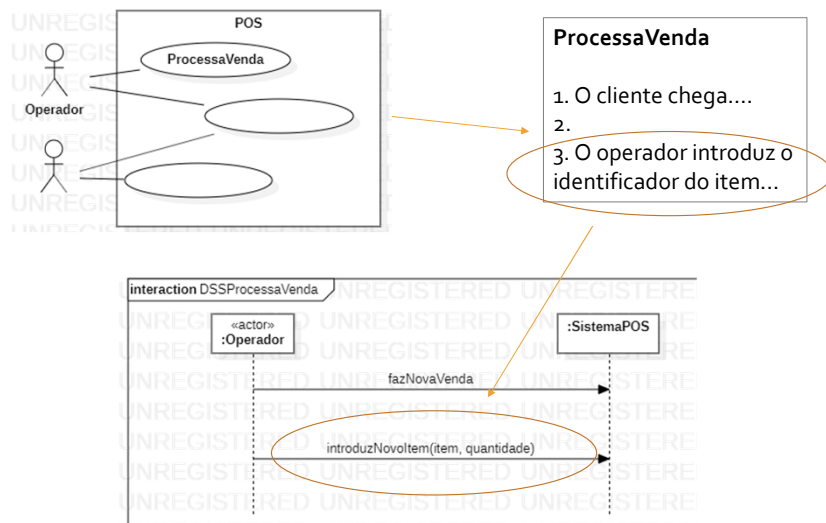 POS
ProcessaVenda
Operador
ProcessaVenda
1. O cliente chega....
2.
3. O operador introduz o
identificador do item...
interaction DSSProcessaVenda
«actor»
:Operador
:SistemaPOS
fazNovaVenda
introduzNovoItem(item, quantidade)
UNREGISTERED